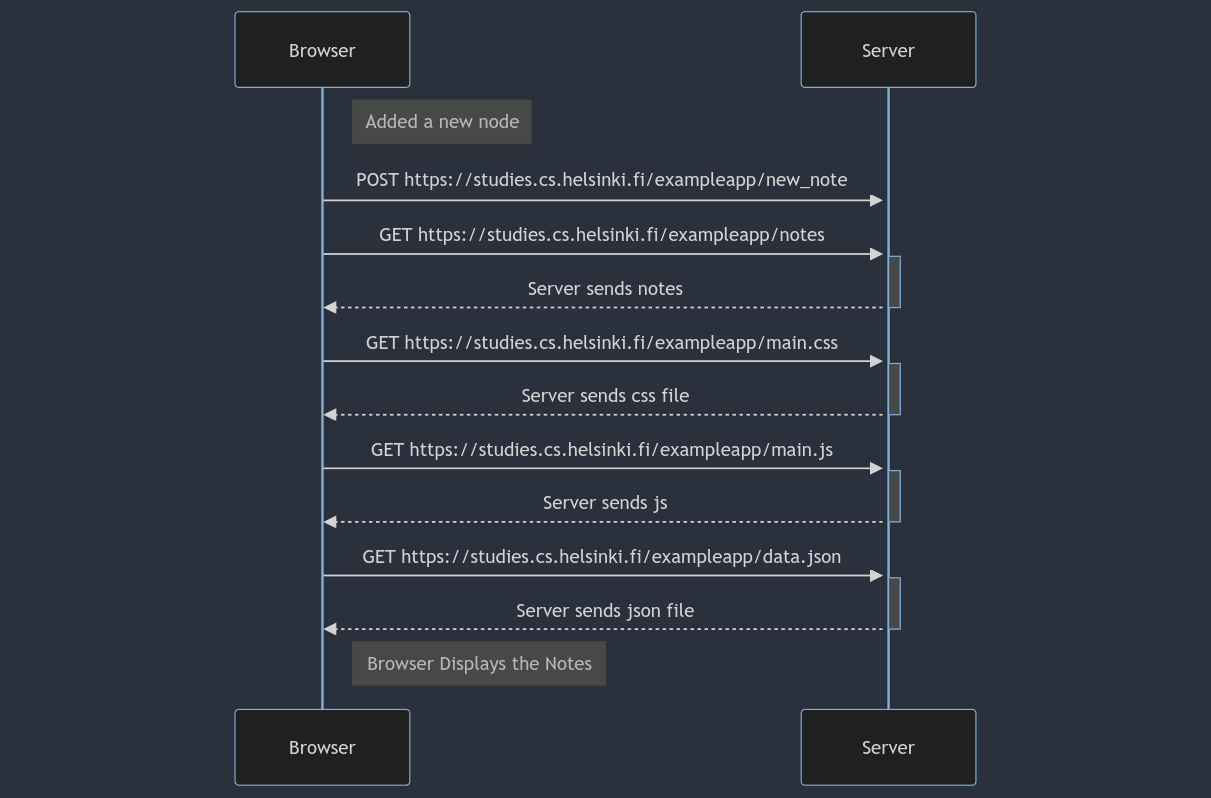 Browser
Server
Added a new node
POST https://studies.cs.helsinki.fi/exampleapp/new_note
GET https://studies.cs.helsinki.fi/exampleapp/notes
Server sends notes
GET https://studies.cs.helsinki.fi/exampleapp/main.css
Server sends css file
GET https://studies.cs.helsinki.fi/exampleapp/main.js
Server sends js
GET https://studies.cs.helsinki.fi/exampleapp/data.json
Server sends json file
Browser Displays the Notes
Browser
Server